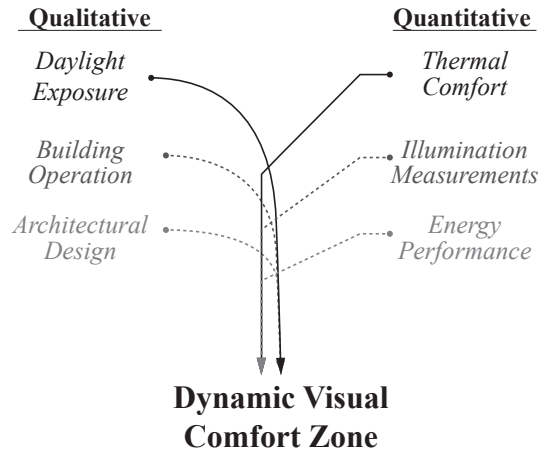 Qualitative
Quantitative
Daylight
Exposure
Thermal
Comfort
Building
Operation
Illumination
Measurements
Architectural
Design
Energy
Performance
Dynamic Visual
Comfort Zone